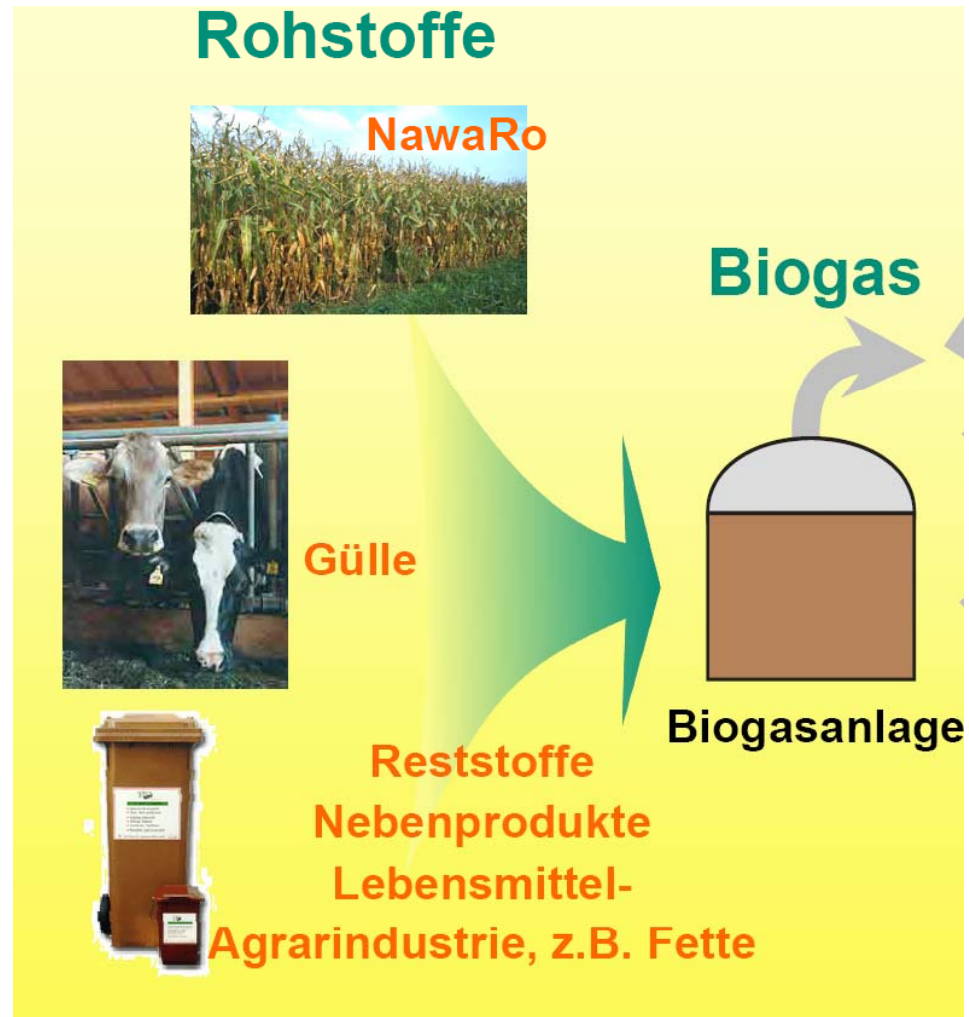 Rohstoffe
NawaRo
Biogas
Gülle
Biogasanlage
Reststoffe
Nebenprodukte
Lebensmittel-
Agrarindustrie, z.B. Fette